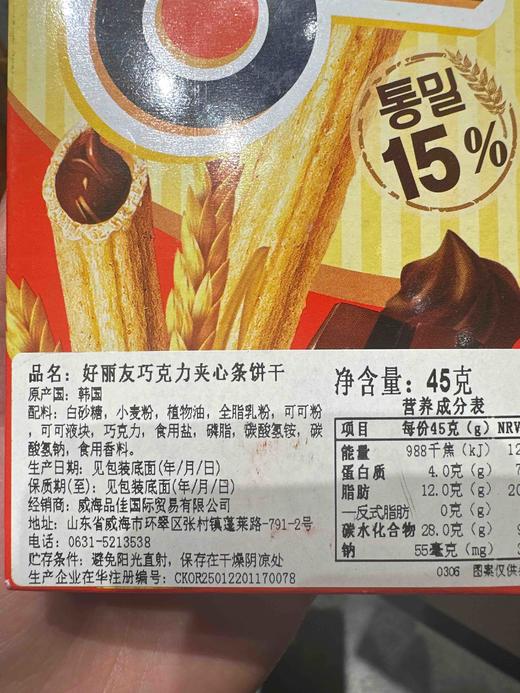 통밀
15%
品名：好丽友巧克力夹心条饼干
原产国：韩国
配料：白砂糖，小麦粉，植物油，全脂乳粉，可可粉
，可可液块，巧克力，食用盐，磷脂，碳酸氢铵，碳
酸氢钠，食用香料。
生产日期：见包装底面(年/月/日)
保质期(至)：见包装底面(年/月/日)
经销商：威海品佳国际贸易有限公司
地址：山东省威海市环翠区张村镇蓬莱路-791-2号
电话：0631-5213538
贮存条件：避免阳光直射，保存在干燥阴凉处
生产企业在华注册编号：CKOR25012201170078
净含量：45克
营养成分表
项目 每份45克(g) NRV
能量 988千焦(kJ) 12
蛋白质 4.0克(g) 7
脂肪 12.0克(g) 20
—反式脂肪 0克(g)
碳水化合物 28.0克(g) 9
钠 55毫克(mg)
0306 图案仅供